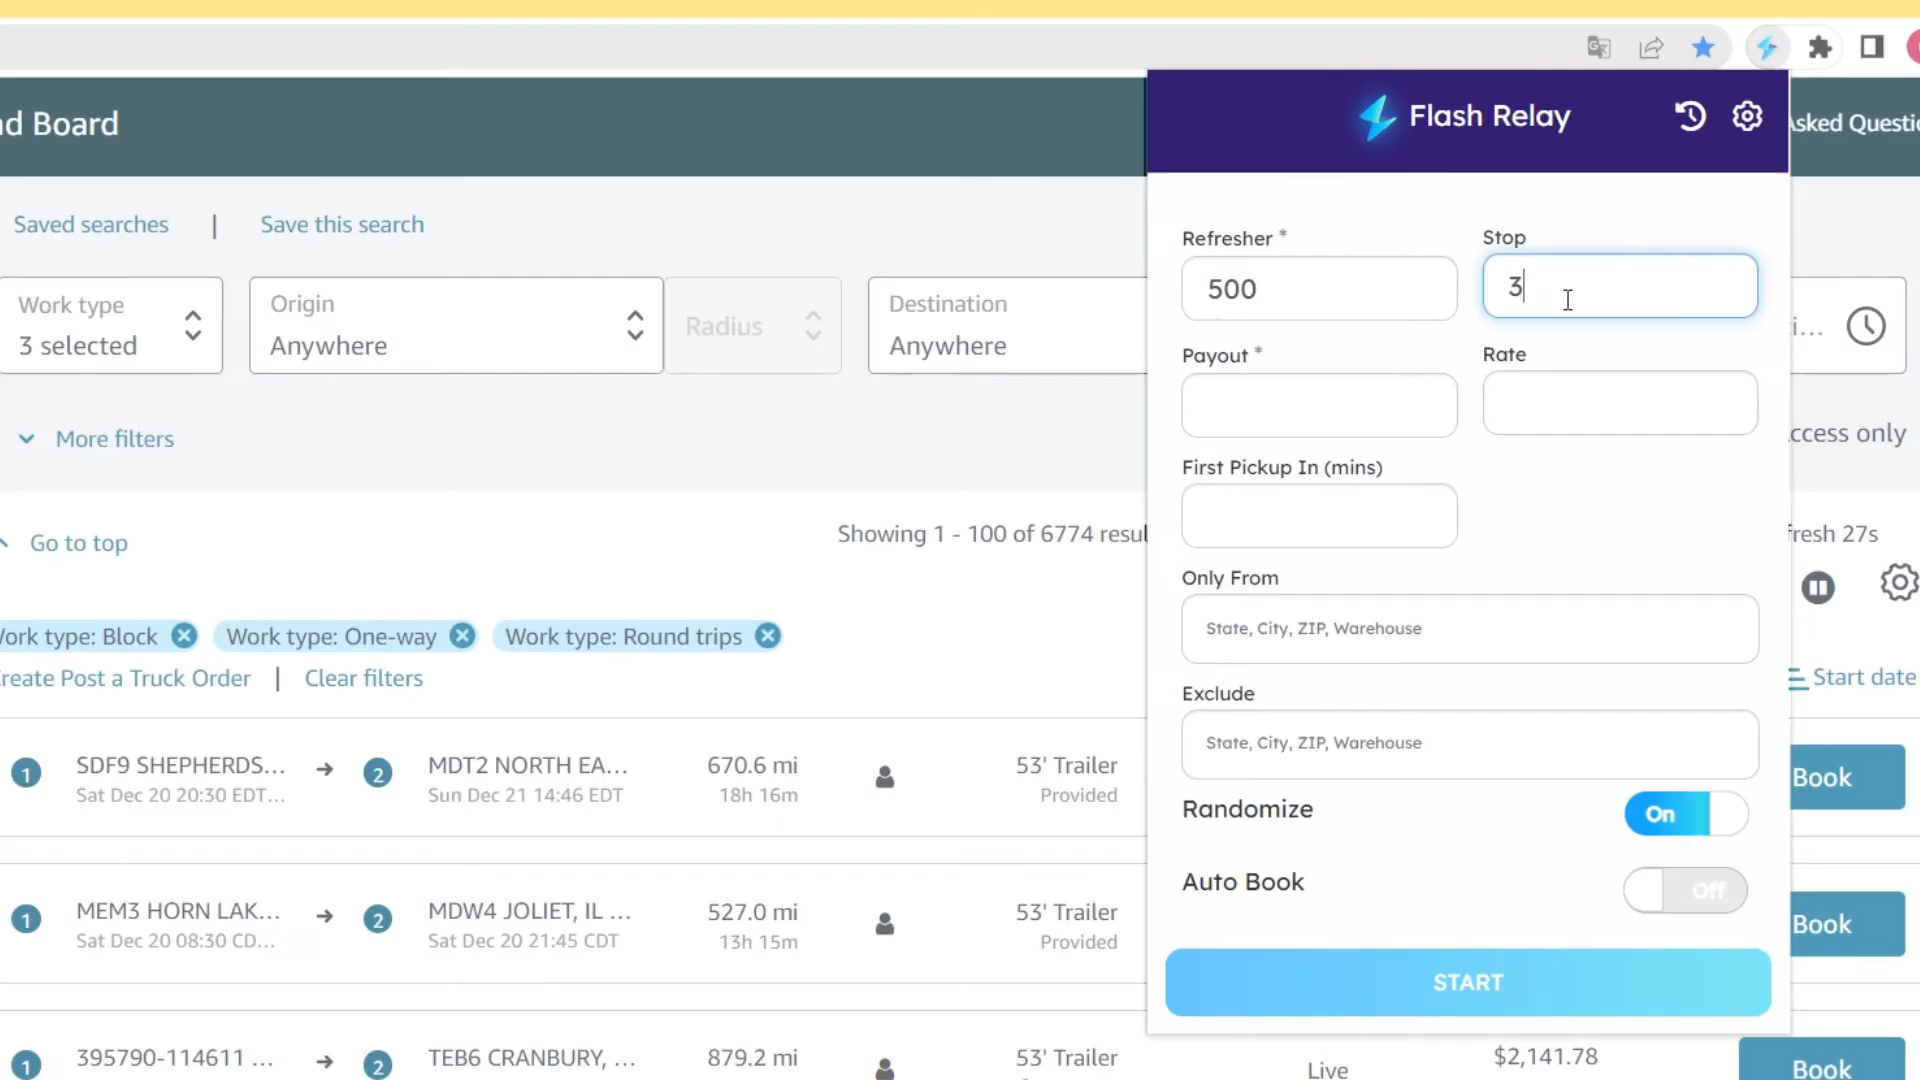 d Board
Flash Relay
Asked Questio
Saved searches | Save this search
Work type
3 selected
Origin
Anywhere
Radius
Destination
Anywhere
i...
More filters
ccess only
Refresher *
500
Stop
3
Payout *
Rate
First Pickup In (mins)
Only From
State, City, ZIP, Warehouse
Exclude
State, City, ZIP, Warehouse
Randomize
On
Auto Book
Off
START
Go to top
Showing 1 - 100 of 6774 resul
fresh 27s
Work type: Block
Work type: One-way
Work type: Round trips
reate Post a Truck Order | Clear filters
Start date
1 SDF9 SHEPHERDS... → 2 MDT2 NORTH EA... 670.6 mi 53' Trailer Book
Sat Dec 20 20:30 EDT... Sun Dec 21 14:46 EDT 18h 16m Provided
1 MEM3 HORN LAK... → 2 MDW4 JOLIET, IL ... 527.0 mi 53' Trailer Book
Sat Dec 20 08:30 CD... Sat Dec 20 21:45 CDT 13h 15m Provided
1 395790-114611 ... → 2 TEB6 CRANBURY, ... 879.2 mi 53' Trailer Live $2,141.78 Book